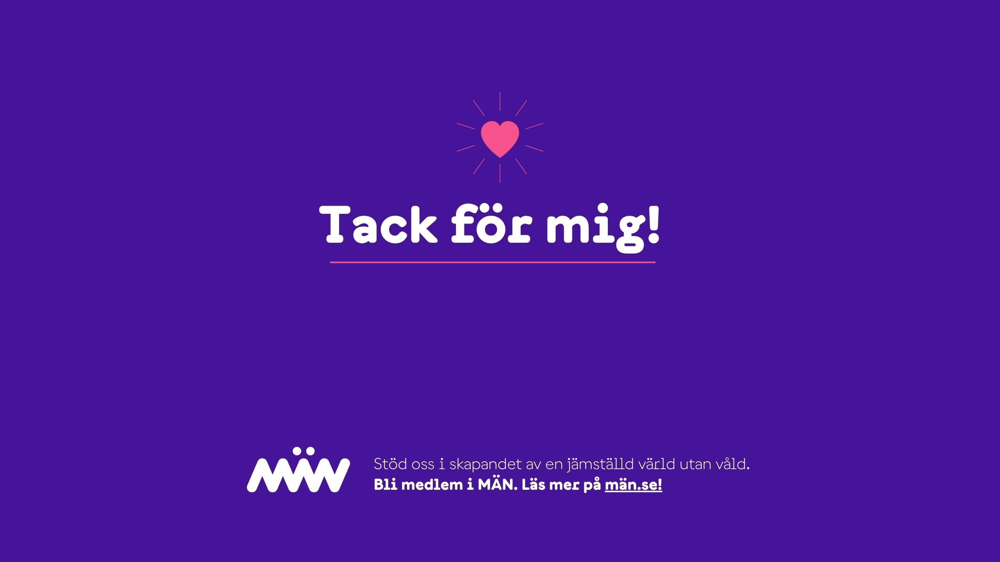 Tack för mig!
MÄN
Stöd oss i skapandet av en jämställd värld utan våld.
Bli medlem i MÄN. Läs mer på män.se!